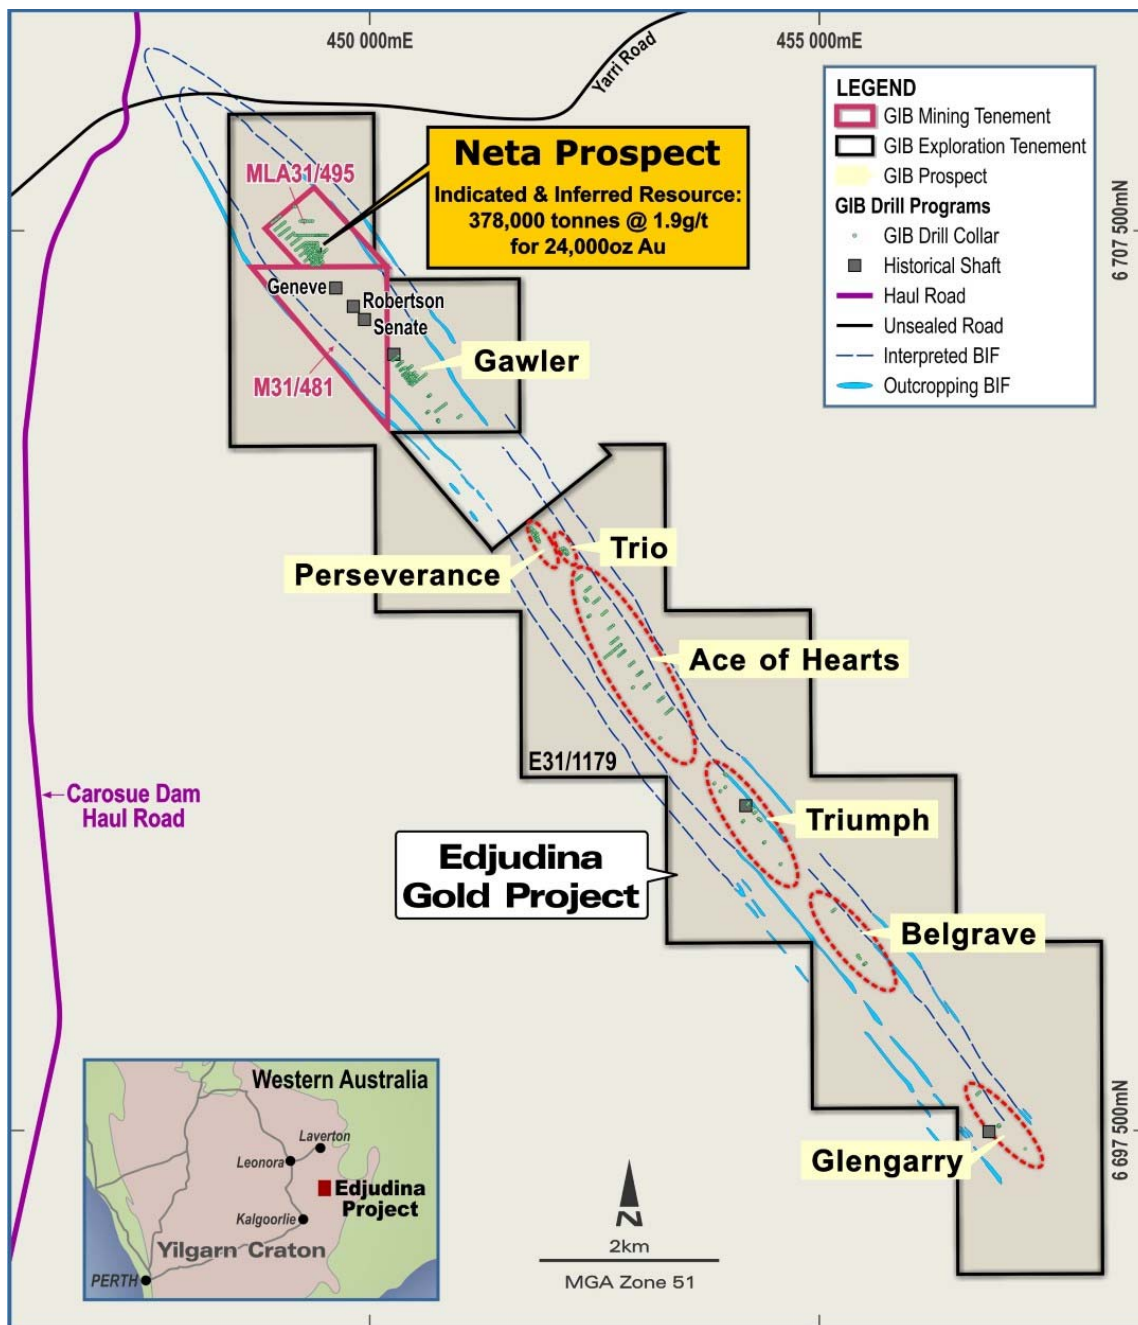 450 000mE
455 000mE
Yarri Road
LEGEND
GIB Mining Tenement
GIB Exploration Tenement
GIB Prospect
GIB Drill Programs
GIB Drill Collar
Historical Shaft
Haul Road
Unsealed Road
Interpreted BIF
Outcropping BIF
MLA31/495
Neta Prospect
Indicated & Inferred Resource:
378,000 tonnes @ 1.9g/t
for 24,000oz Au
6 707 500mN
Geneve
Robertson
Senate
Gawler
M31/481
Trio
Perseverance
Ace of Hearts
E31/1179
Carosue Dam
Haul Road
Triumph
Edjudina
Gold Project
Belgrave
Glengarry
6 697 500mN
Western Australia
Laverton
Leonora
Edjudina
Project
Kalgoorlie
Yilgarn Craton
PERTH
N
2km
MGA Zone 51